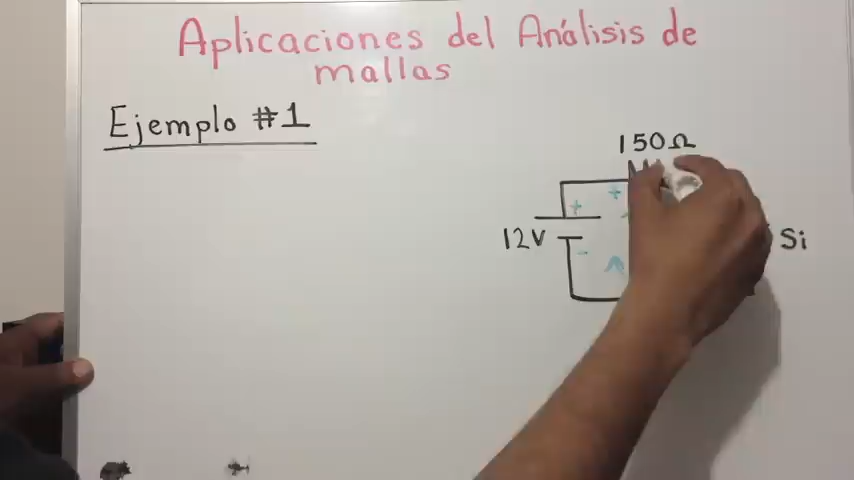 Aplicaciones del Análisis de
mallas
Ejemplo #1
150Ω
+
+
12V
Si
-